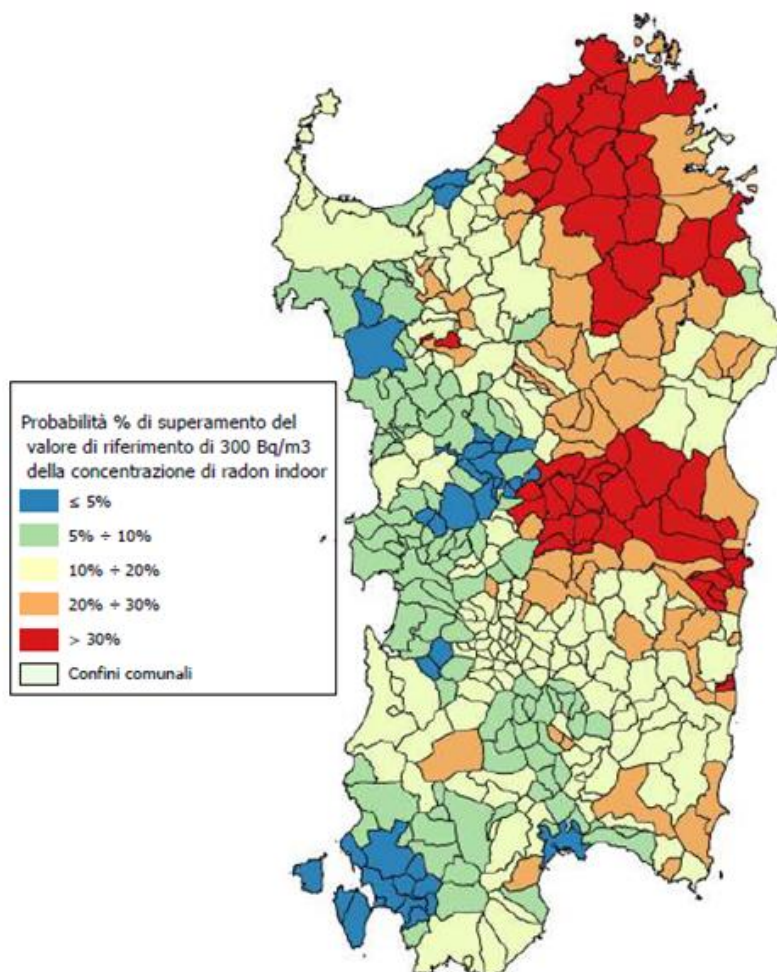 Probabilità % di superamento del
valore di riferimento di 300 Bq/m3
della concentrazione di radon indoor
≤ 5%
5% ÷ 10%
10% ÷ 20%
20% ÷ 30%
> 30%
Confini comunali